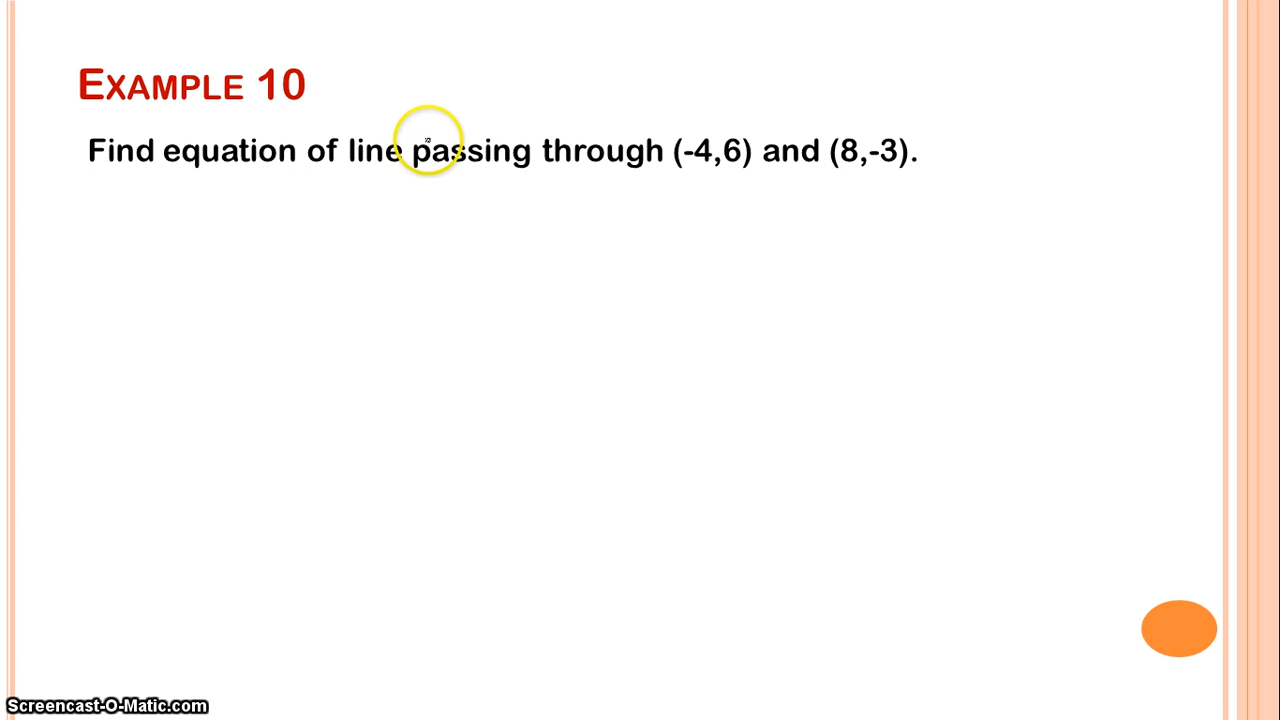 EXAMPLE 10
Find equation of line passing through (-4,6) and (8,-3).
Screencast-O-Matic.com